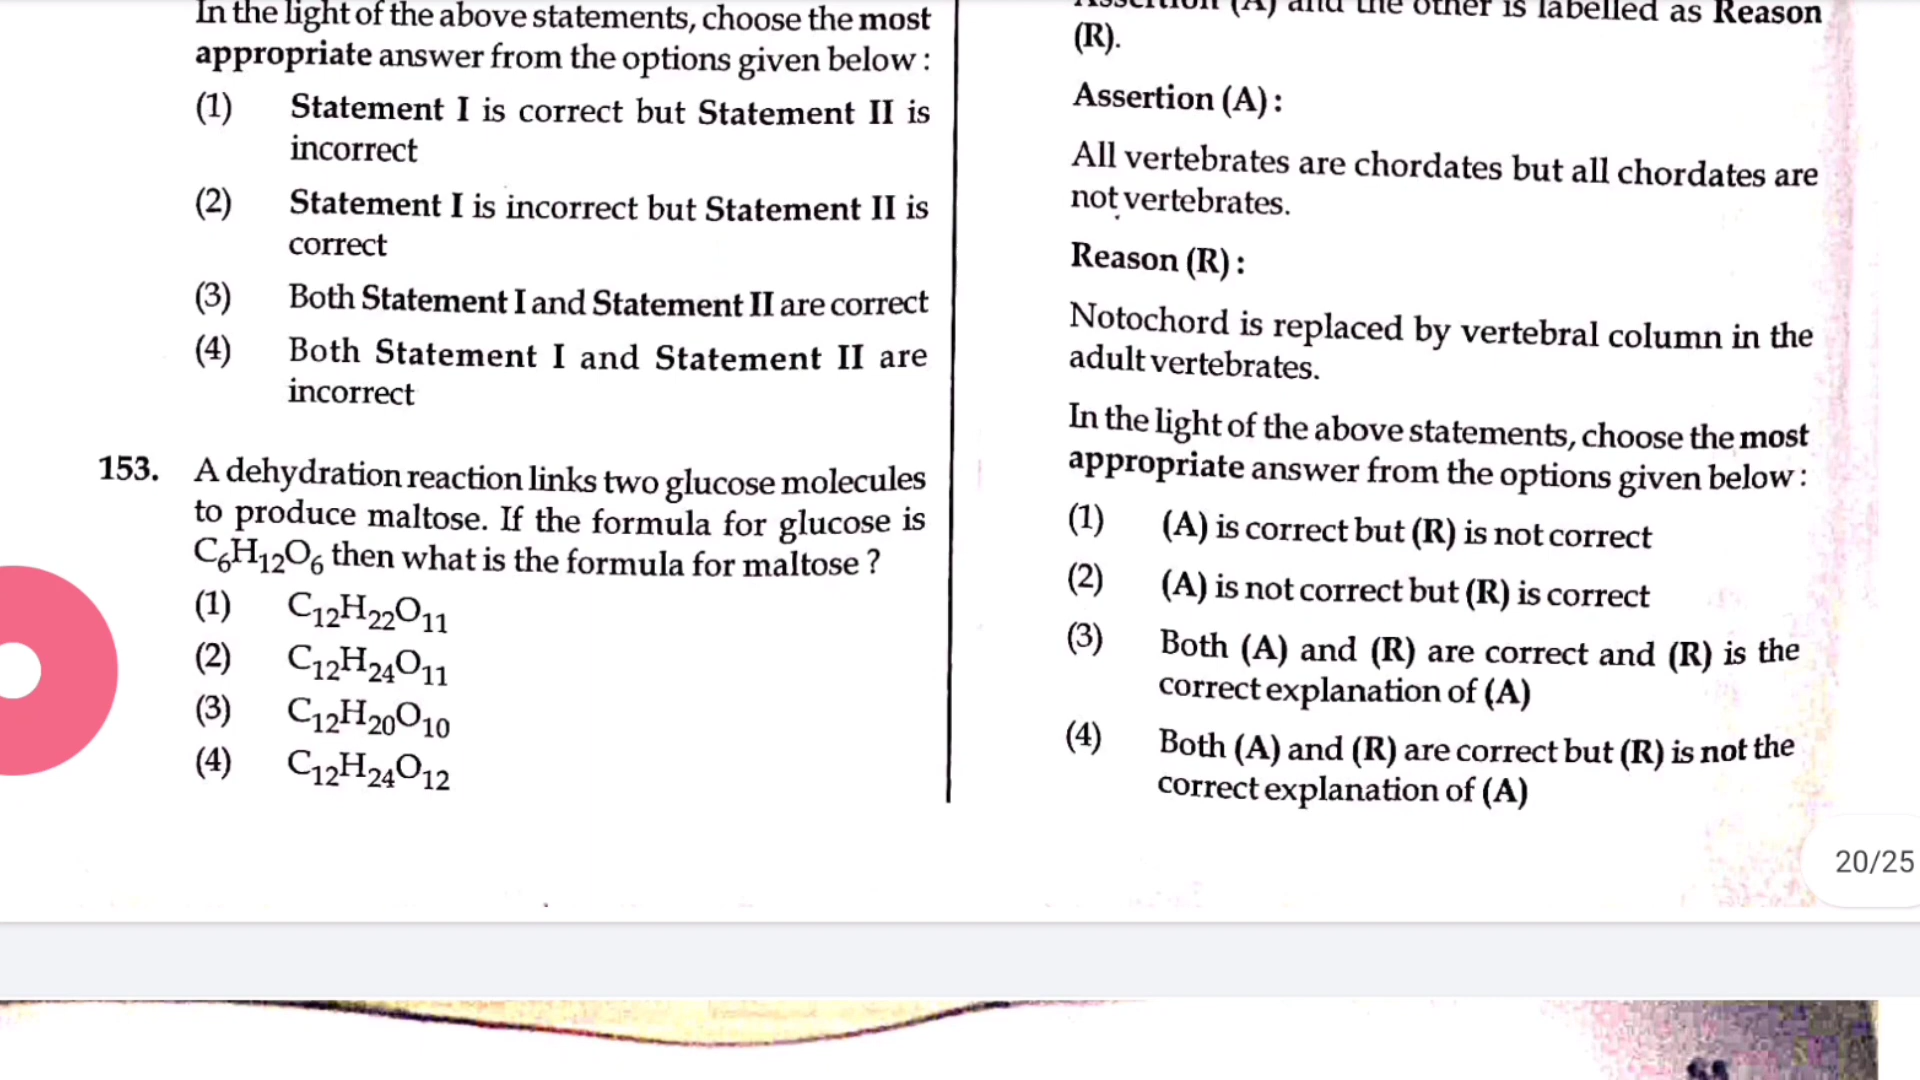 In the light of the above statements, choose the most
appropriate answer from the options given below :
(1) Statement I is correct but Statement II is
incorrect
(2) Statement I is incorrect but Statement II is
correct
(3) Both Statement I and Statement II are correct
(4) Both Statement I and Statement II are
incorrect
153. A dehydration reaction links two glucose molecules
to produce maltose. If the formula for glucose is
C₆H₁₂O₆ then what is the formula for maltose ?
(1) C₁₂H₂₂O₁₁
(2) C₁₂H₂₄O₁₁
(3) C₁₂H₂₀O₁₀
(4) C₁₂H₂₄O₁₂
Assertion (A) and the other is labelled as Reason
(R).
Assertion (A) :
All vertebrates are chordates but all chordates are
not vertebrates.
Reason (R) :
Notochord is replaced by vertebral column in the
adult vertebrates.
In the light of the above statements, choose the most
appropriate answer from the options given below :
(1) (A) is correct but (R) is not correct
(2) (A) is not correct but (R) is correct
(3) Both (A) and (R) are correct and (R) is the
correct explanation of (A)
(4) Both (A) and (R) are correct but (R) is not the
correct explanation of (A)
20/25